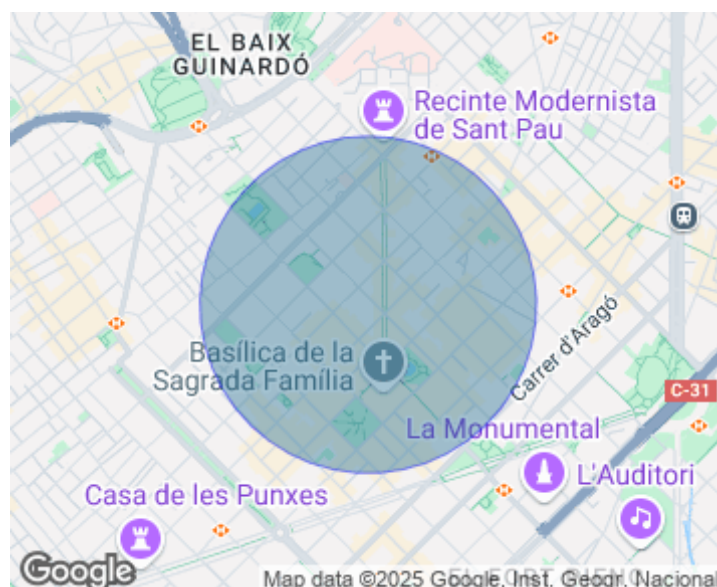 EL BAIX
GUINARDÓ
Recinte Modernista
de Sant Pau
Basílica de la
Sagrada Família
Carrer d'Aragó
C-31
La Monumental
L'Auditori
Casa de les Punxes
Google
Map data ©2025 Google, Inst. Geogr. Nacional